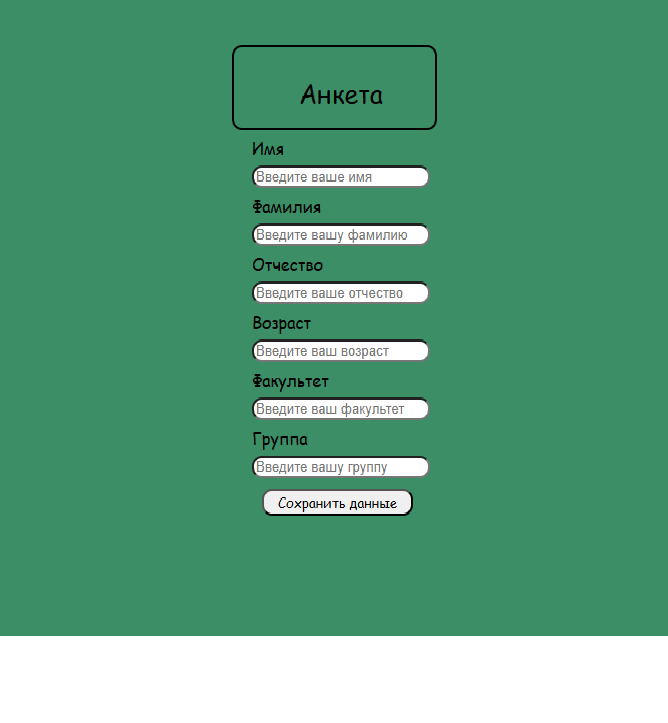 Анкета
Имя
Введите ваше имя
Фамилия
Введите вашу фамилию
Отчество
Введите ваше отчество
Возраст
Введите ваш возраст
Факультет
Введите ваш факультет
Группа
Введите вашу группу
Сохранить данные